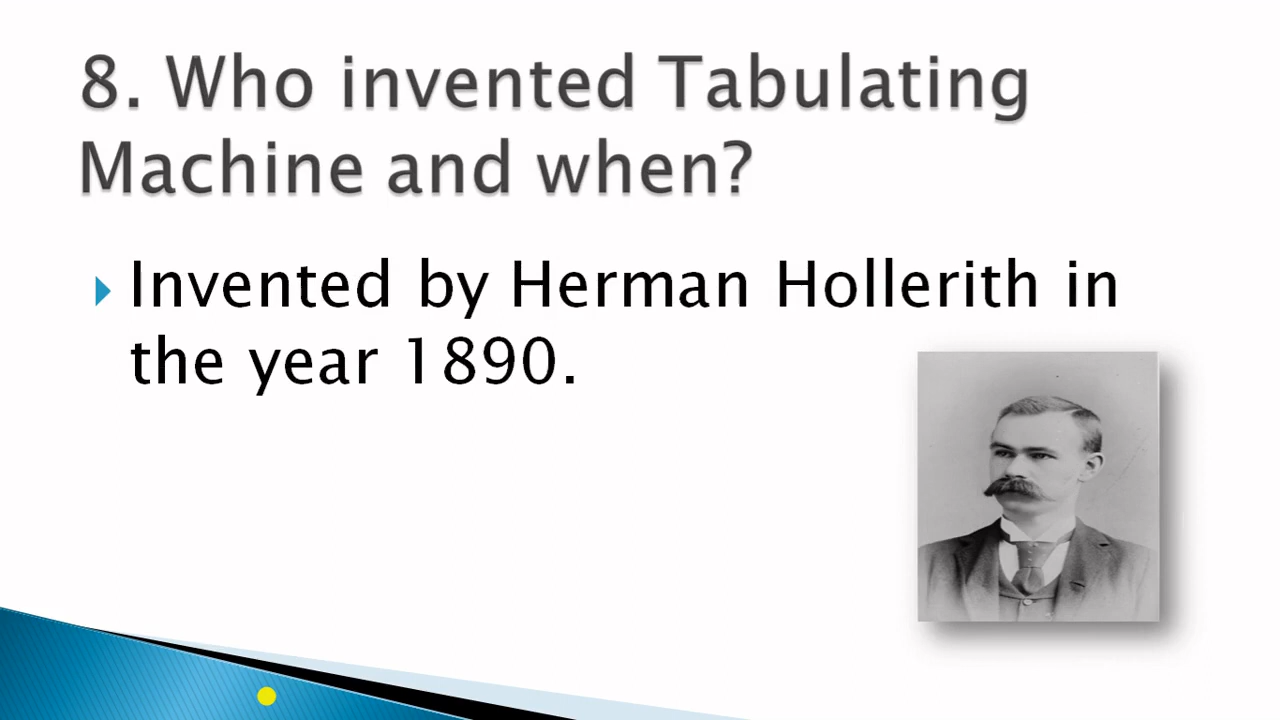 8. Who invented Tabulating
Machine and when?
Invented by Herman Hollerith in
the year 1890.